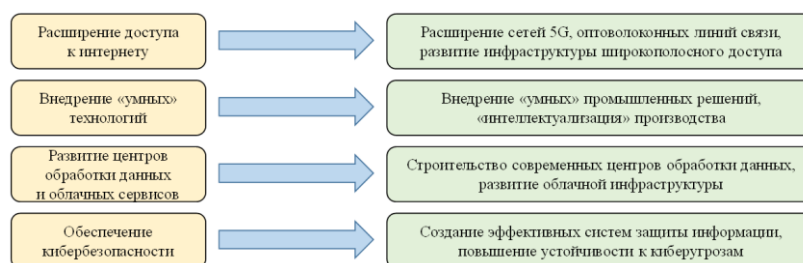 Расширение доступа
к интернету
Расширение сетей 5G, оптоволоконных линий связи,
развитие инфраструктуры широкополосного доступа
Внедрение «умных»
технологий
Внедрение «умных» промышленных решений,
«интеллектуализация» производства
Развитие центров
обработки данных
и облачных сервисов
Строительство современных центров обработки данных,
развитие облачной инфраструктуры
Обеспечение
кибербезопасности
Создание эффективных систем защиты информации,
повышение устойчивости к киберугрозам